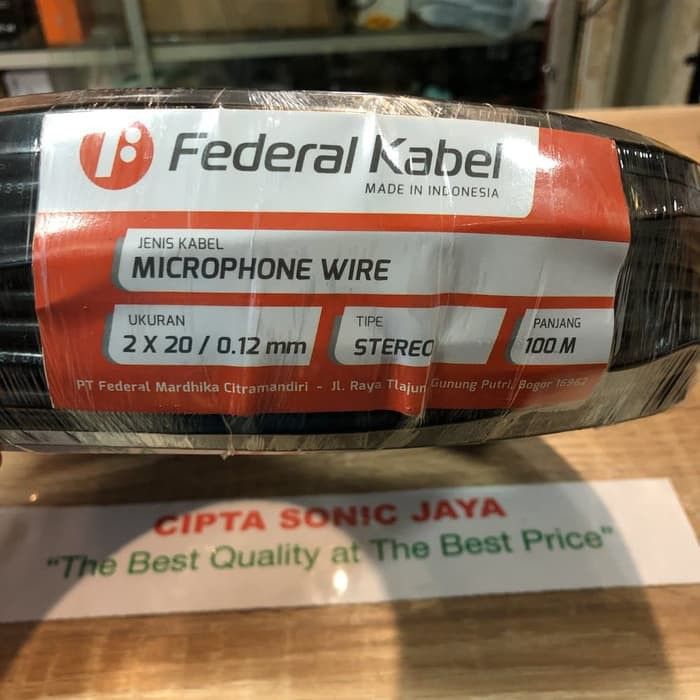 Federal Kabel
MADE IN INDONESIA
JENIS KABEL
MICROPHONE WIRE
UKURAN
2 X 20 / 0.12 mm
TIPE
STEREO
PANJANG
100 M
PT Federal Mardhika Citramandiri - Jl. Raya Tlajun Gunung Putri, Bogor 16962
CIPTA SONIC JAYA
"The Best Quality at The Best Price"